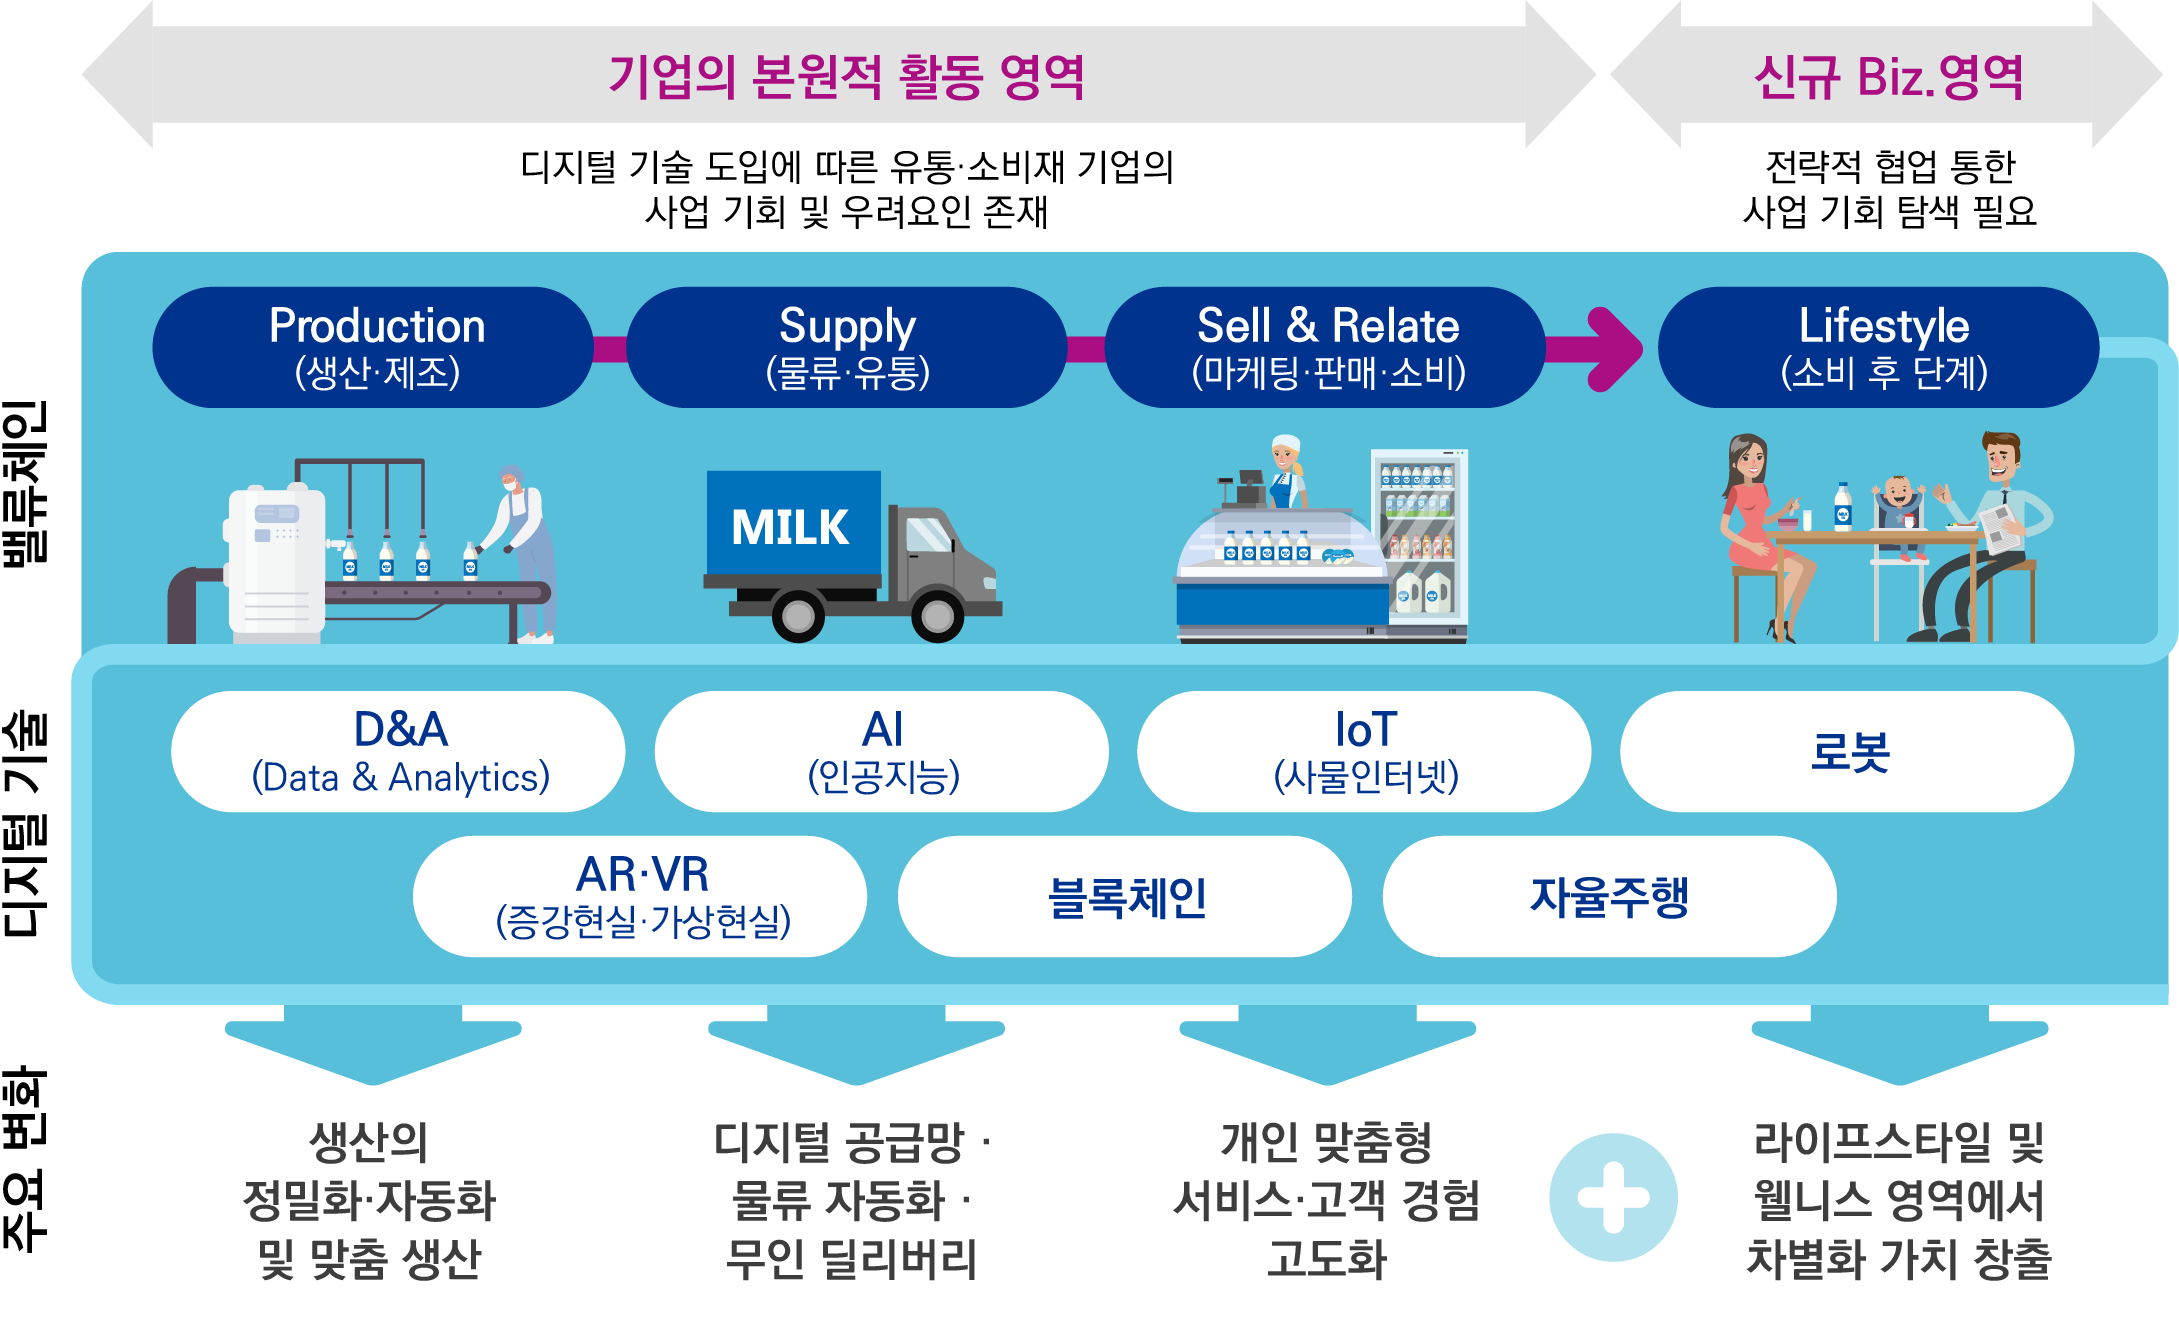 기업의 본원적 활동 영역
신규 Biz.영역
디지털 기술 도입에 따른 유통·소비재 기업의
사업 기회 및 우려요인 존재
전략적 협업 통한
사업 기회 탐색 필요
밸류체인
Production
(생산·제조)
Supply
(물류·유통)
Sell & Relate
(마케팅·판매·소비)
Lifestyle
(소비 후 단계)
MILK
디지털 기술
D&A
(Data & Analytics)
AI
(인공지능)
IoT
(사물인터넷)
로봇
AR·VR
(증강현실·가상현실)
블록체인
자율주행
주요 변화
생산의
정밀화·자동화
및 맞춤 생산
디지털 공급망 ·
물류 자동화 ·
무인 딜리버리
개인 맞춤형
서비스·고객 경험
고도화
라이프스타일 및
웰니스 영역에서
차별화 가치 창출